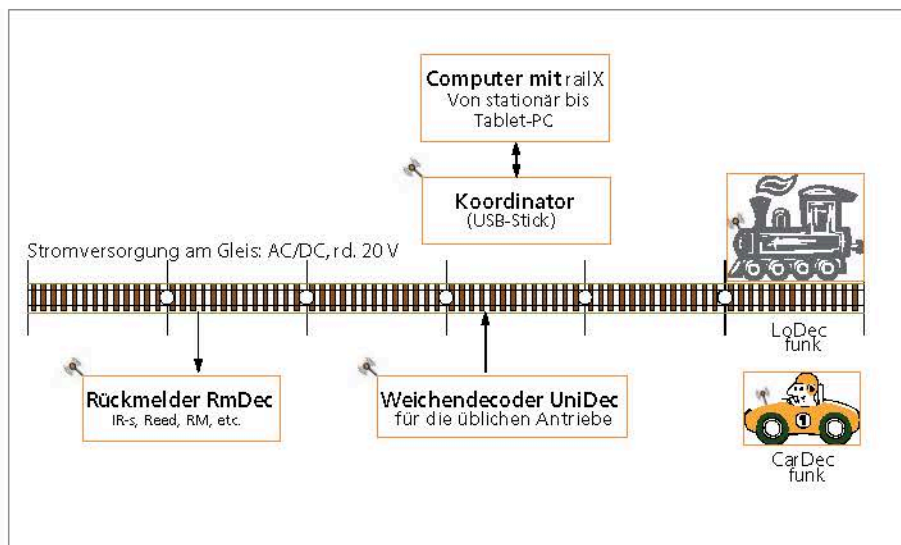 Computer mit railX
Von stationär bis
Tablet-PC
Koordinator
(USB-Stick)
Stromversorgung am Gleis: AC/DC, rd. 20 V
LoDec
funk
Rückmelder RmDec
IR-s, Reed, RM, etc.
Weichendecoder UniDec
für die üblichen Antriebe
1
CarDec
funk